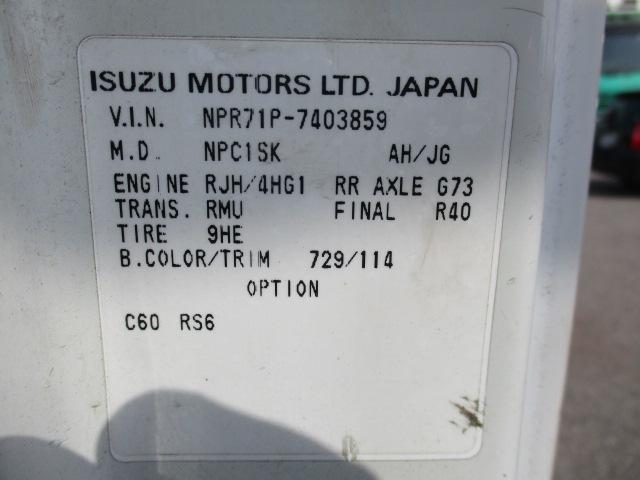 ISUZU MOTORS LTD. JAPAN
V.I.N. NPR71P-7403859
M.D. NPC1SK AH/JG
ENGINE RJH/4HG1 RR AXLE G73
TRANS. RMU FINAL R40
TIRE 9HE
B.COLOR/TRIM 729/114
OPTION
C60 RS6